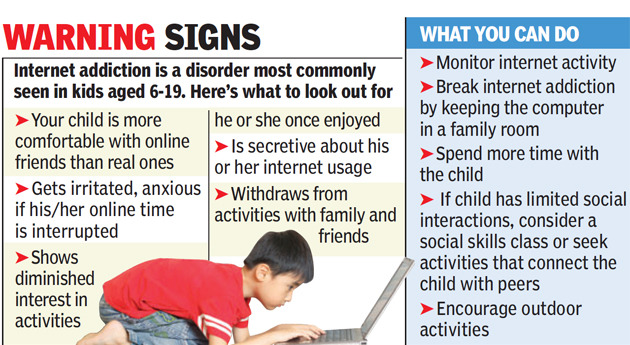 WARNING SIGNS
Internet addiction is a disorder most commonly
seen in kids aged 6-19. Here's what to look out for
➤ Your child is more
comfortable with online
friends than real ones
➤ Gets irritated, anxious
if his/her online time
is interrupted
➤ Shows
diminished
interest in
activities
he or she once enjoyed
➤ Is secretive about his
or her internet usage
➤ Withdraws from
activities with family and
friends
WHAT YOU CAN DO
➤ Monitor internet activity
➤ Break internet addiction
by keeping the computer
in a family room
➤ Spend more time with
the child
➤ If child has limited social
interactions, consider a
social skills class or seek
activities that connect the
child with peers
➤ Encourage outdoor
activities